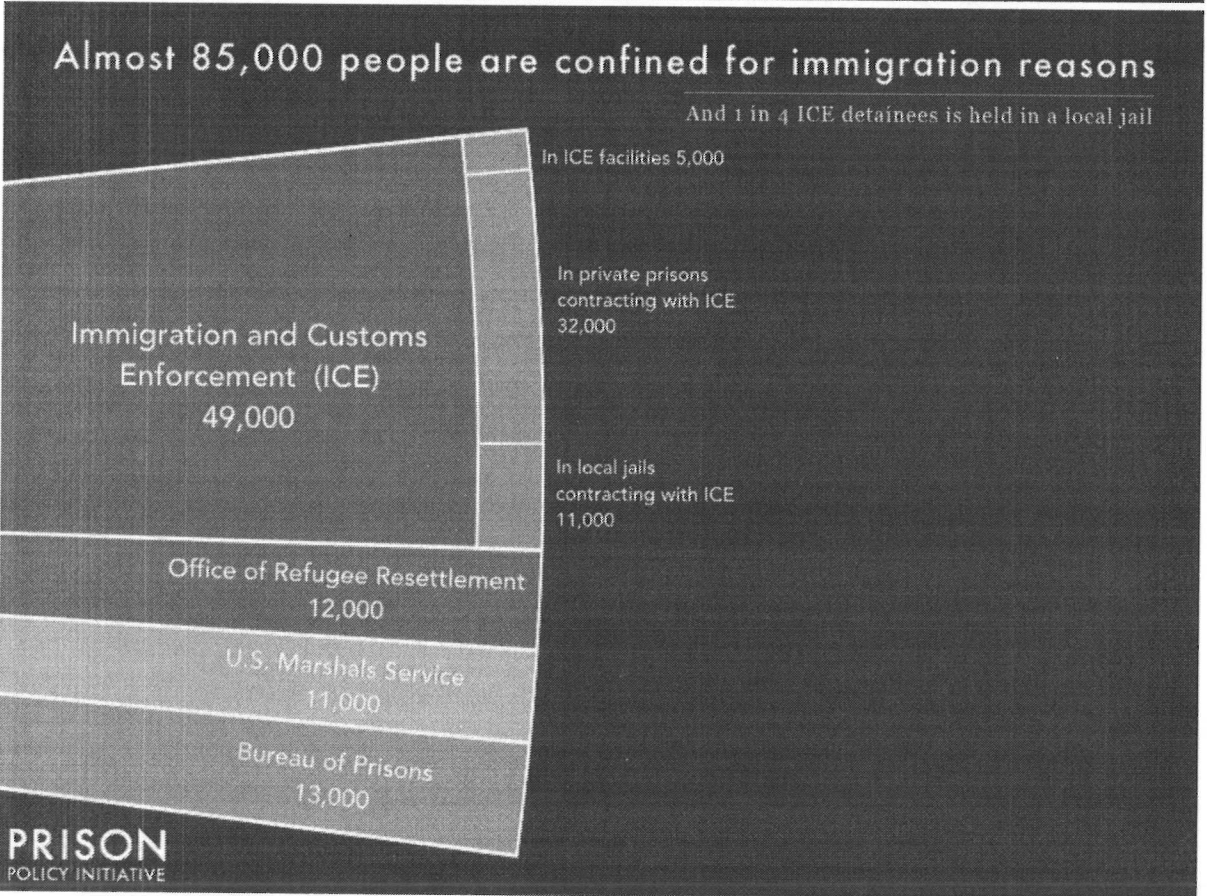 Almost 85,000 people are confined for immigration reasons
And 1 in 4 ICE detainees is held in a local jail
In ICE facilities 5,000
In private prisons
contracting with ICE
32,000
Immigration and Customs
Enforcement (ICE)
49,000
In local jails
contracting with ICE
11,000
Office of Refugee Resettlement
12,000
U.S. Marshals Service
11,000
Bureau of Prisons
13,000
PRISON
POLICY INITIATIVE